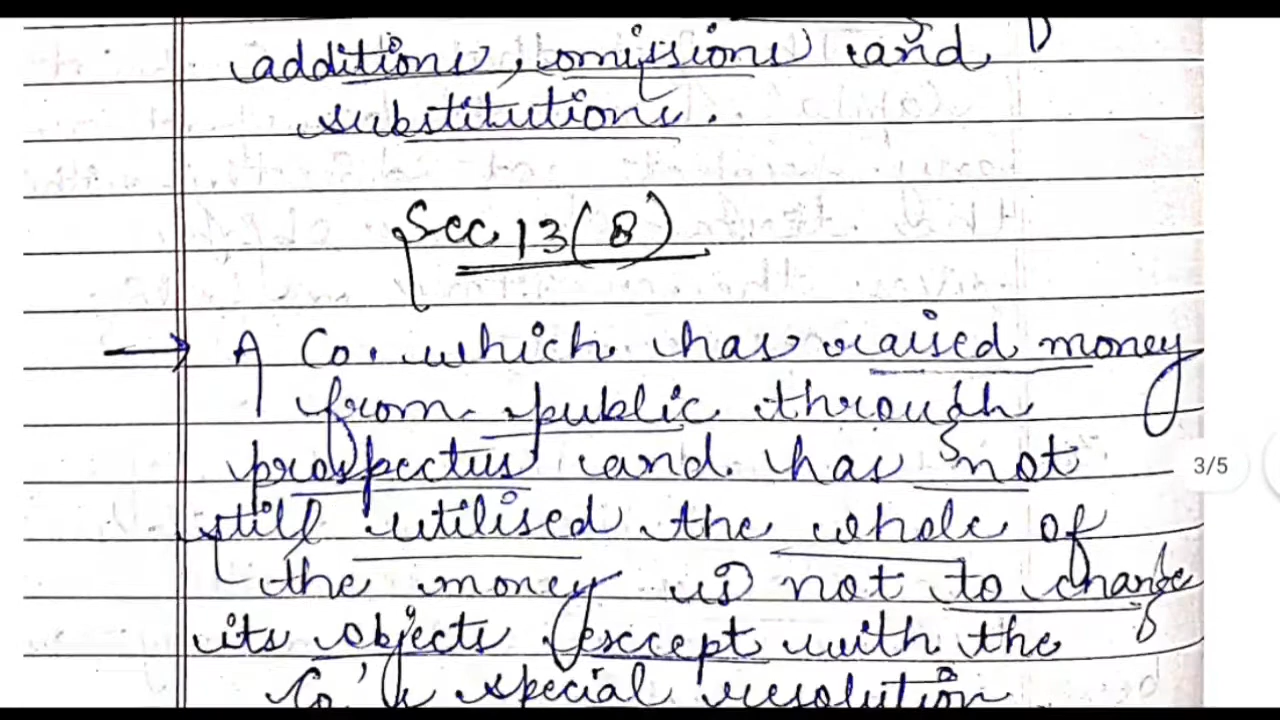 additions, omissions and
substitutions.
Sec 13(8)
→ A Co. which has raised money
from public through
prospectus and has not
still utilised the whole of
the money is not to change
its objects except with the
Co's special resolution
3/5